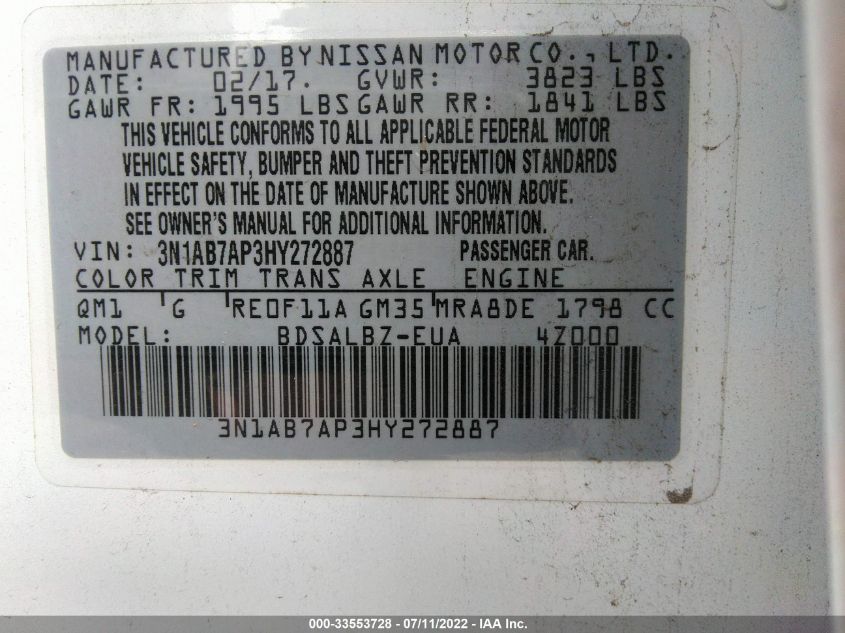 MANUFACTURED BY NISSAN MOTOR CO., LTD.
DATE: 02/17. GVWR: 3823 LBS
GAWR FR: 1995 LBS GAWR RR: 1841 LBS
THIS VEHICLE CONFORMS TO ALL APPLICABLE FEDERAL MOTOR
VEHICLE SAFETY, BUMPER AND THEFT PREVENTION STANDARDS
IN EFFECT ON THE DATE OF MANUFACTURE SHOWN ABOVE.
SEE OWNER'S MANUAL FOR ADDITIONAL INFORMATION.
VIN: 3N1AB7AP3HY272887 PASSENGER CAR.
COLOR TRIM TRANS AXLE ENGINE
QM1 G RE0F11A GM35 MRA8DE 1798 CC
MODEL: BDSALBZ-EUA 4Z000
3N1AB7AP3HY272887
000-33553728 - 07/11/2022 - IAA Inc.